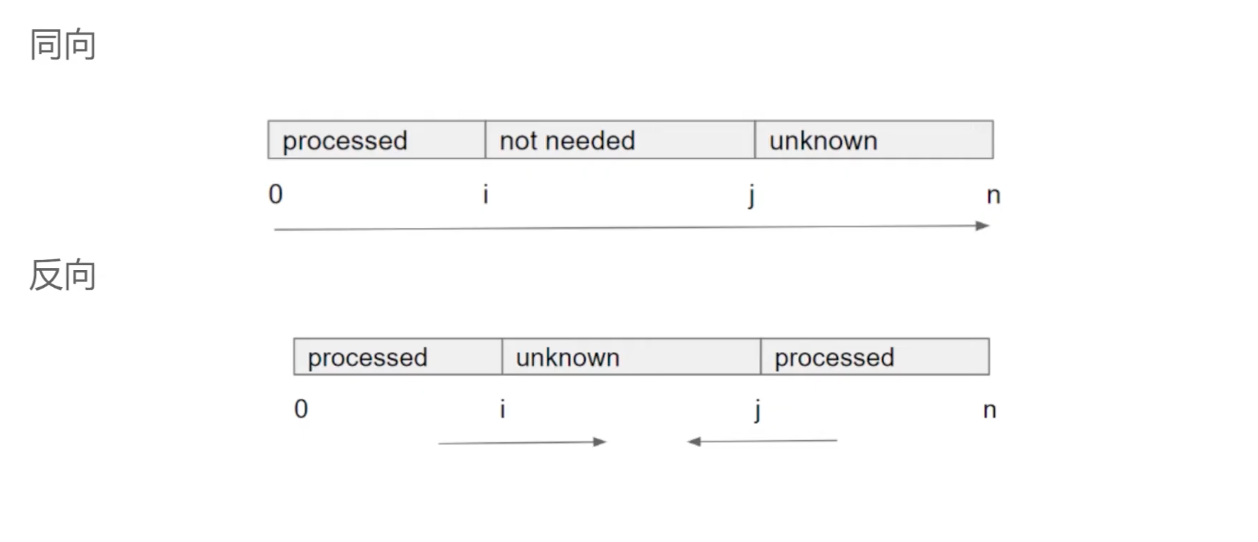 同向
processed not needed unknown
0 i j n
反向
processed unknown processed
0 i j n